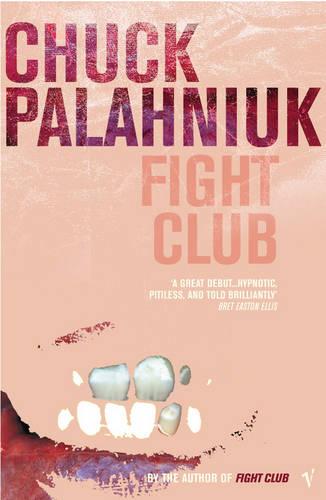 CHUCK
PALAHNIUK
FIGHT
CLUB
'A GREAT DEBUT...HYPNOTIC,
PITILESS, AND TOLD BRILLIANTLY'
BRET EASTON ELLIS
BY THE AUTHOR OF FIGHT CLUB
V